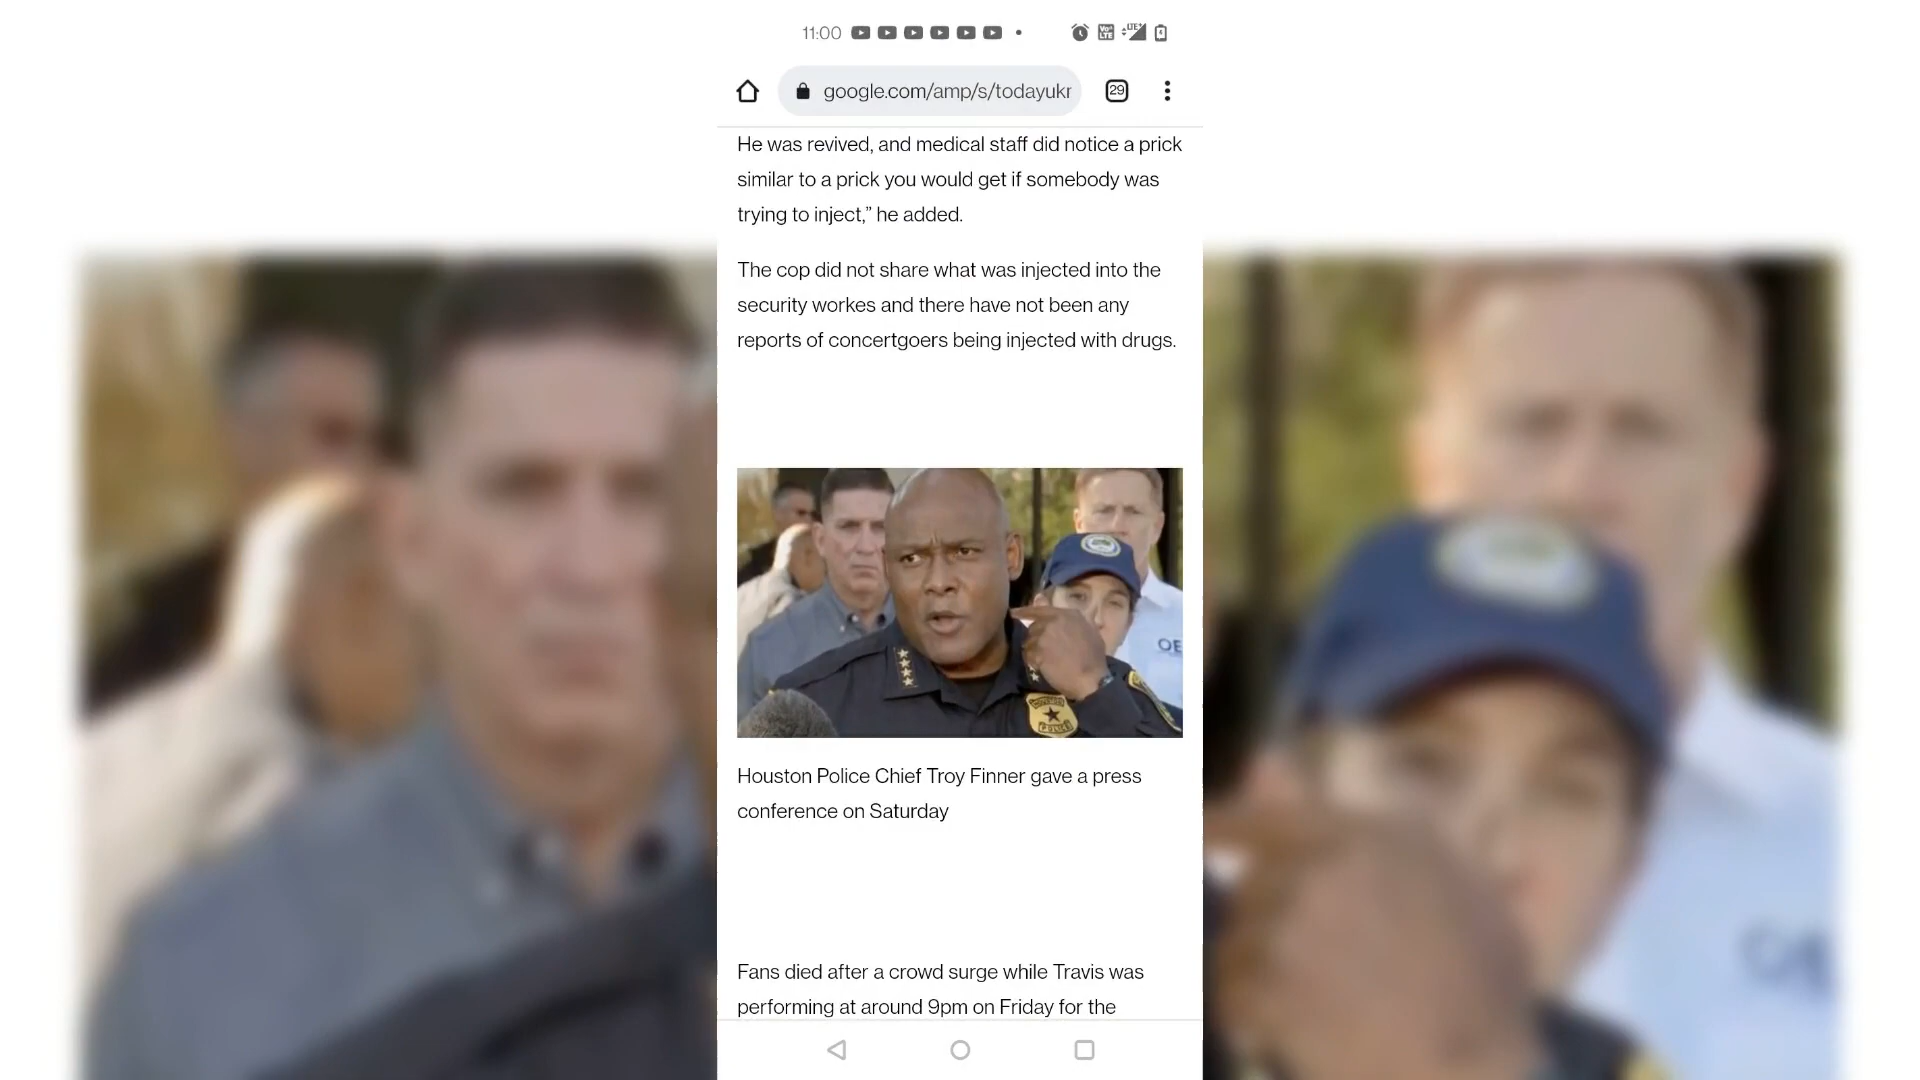 11:00
google.com/amp/s/todayukr
29
He was revived, and medical staff did notice a prick
similar to a prick you would get if somebody was
trying to inject,” he added.
The cop did not share what was injected into the
security workes and there have not been any
reports of concertgoers being injected with drugs.
OE
HOUSTON
POLICE
Houston Police Chief Troy Finner gave a press
conference on Saturday
Fans died after a crowd surge while Travis was
performing at around 9pm on Friday for the